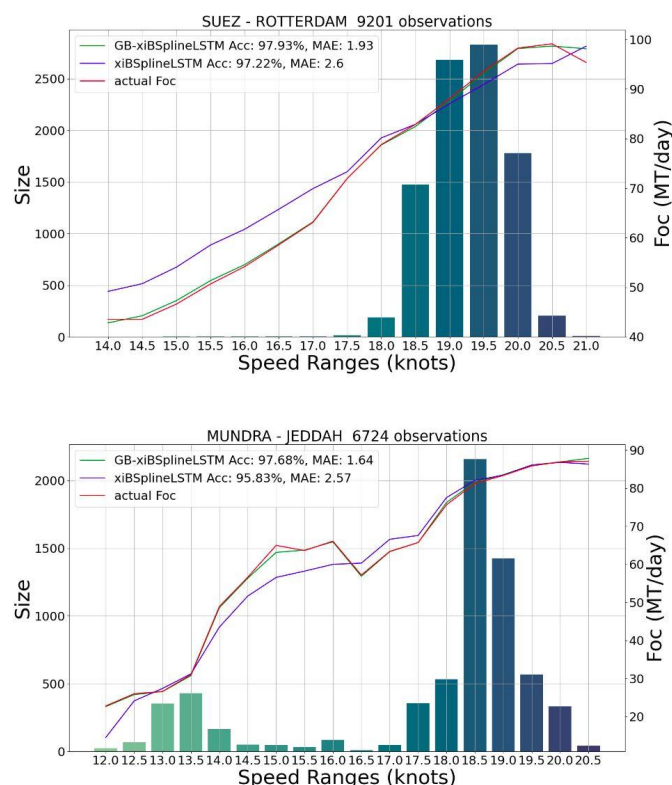 SUEZ - ROTTERDAM 9201 observations
GB-xiBSplineLSTM Acc: 97.93%, MAE: 1.93
xiBSplineLSTM Acc: 97.22%, MAE: 2.6
actual Foc
Size
2500
2000
1500
1000
500
0
100
90
80
70
60
50
40
Foc (MT/day)
14.0 14.5 15.0 15.5 16.0 16.5 17.0 17.5 18.0 18.5 19.0 19.5 20.0 20.5 21.0
Speed Ranges (knots)
MUNDRA - JEDDAH 6724 observations
GB-xiBSplineLSTM Acc: 97.68%, MAE: 1.64
xiBSplineLSTM Acc: 95.83%, MAE: 2.57
actual Foc
Size
2000
1500
1000
500
0
90
80
70
60
50
40
30
20
Foc (MT/day)
12.0 12.5 13.0 13.5 14.0 14.5 15.0 15.5 16.0 16.5 17.0 17.5 18.0 18.5 19.0 19.5 20.0 20.5
Speed Ranges (knots)